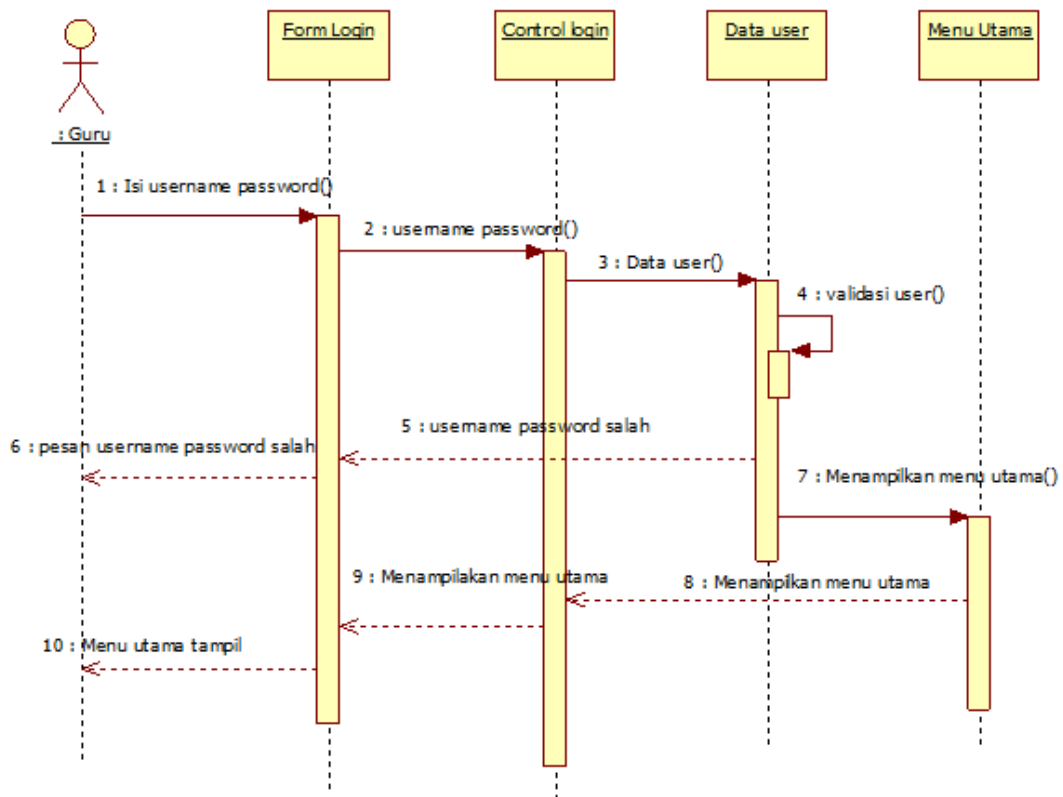 Form Login
Control login
Data user
Menu Utama
: Guru
1 : Isi username password()
2 : username password()
3 : Data user()
4 : validasi user()
5 : username password salah
6 : pesan username password salah
7 : Menampilkan menu utama()
8 : Menampilkan menu utama
9 : Menampilakan menu utama
10 : Menu utama tampil